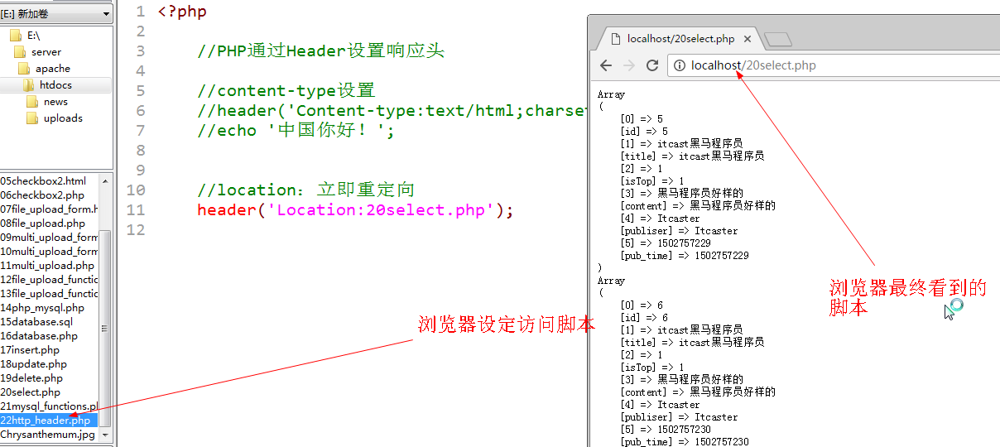 [E:] 新加卷
E:\
server
apache
htdocs
news
uploads
05checkbox2.html
06checkbox2.php
07file_upload_form.h
08file_upload.php
09multi_upload_form
10multi_upload_form
11multi_upload.php
12file_upload_functic
13file_upload_functic
14php_mysql.php
15database.sql
16database.php
17insert.php
18update.php
19delete.php
20select.php
21mysql_functions.pl
22http_header.php
Chrysanthemum.jpg
1 <?php
2
3 //PHP通过Header设置响应头
4
5 //content-type设置
6 //header('Content-type:text/html;charset
7 //echo '中国你好！';
8
9
10 //location：立即重定向
11 header('Location:20select.php');
12
浏览器设定访问脚本
localhost/20select.php
localhost/20select.php
Array
(
[0] => 5
[id] => 5
[1] => itcast黑马程序员
[title] => itcast黑马程序员
[2] => 1
[isTop] => 1
[3] => 黑马程序员好样的
[content] => 黑马程序员好样的
[4] => Itcaster
[publiser] => Itcaster
[5] => 1502757229
[pub_time] => 1502757229
)
Array
(
[0] => 6
[id] => 6
[1] => itcast黑马程序员
[title] => itcast黑马程序员
[2] => 1
[isTop] => 1
[3] => 黑马程序员好样的
[content] => 黑马程序员好样的
[4] => Itcaster
[publiser] => Itcaster
[5] => 1502757230
[pub_time] => 1502757230
浏览器最终看到的
脚本